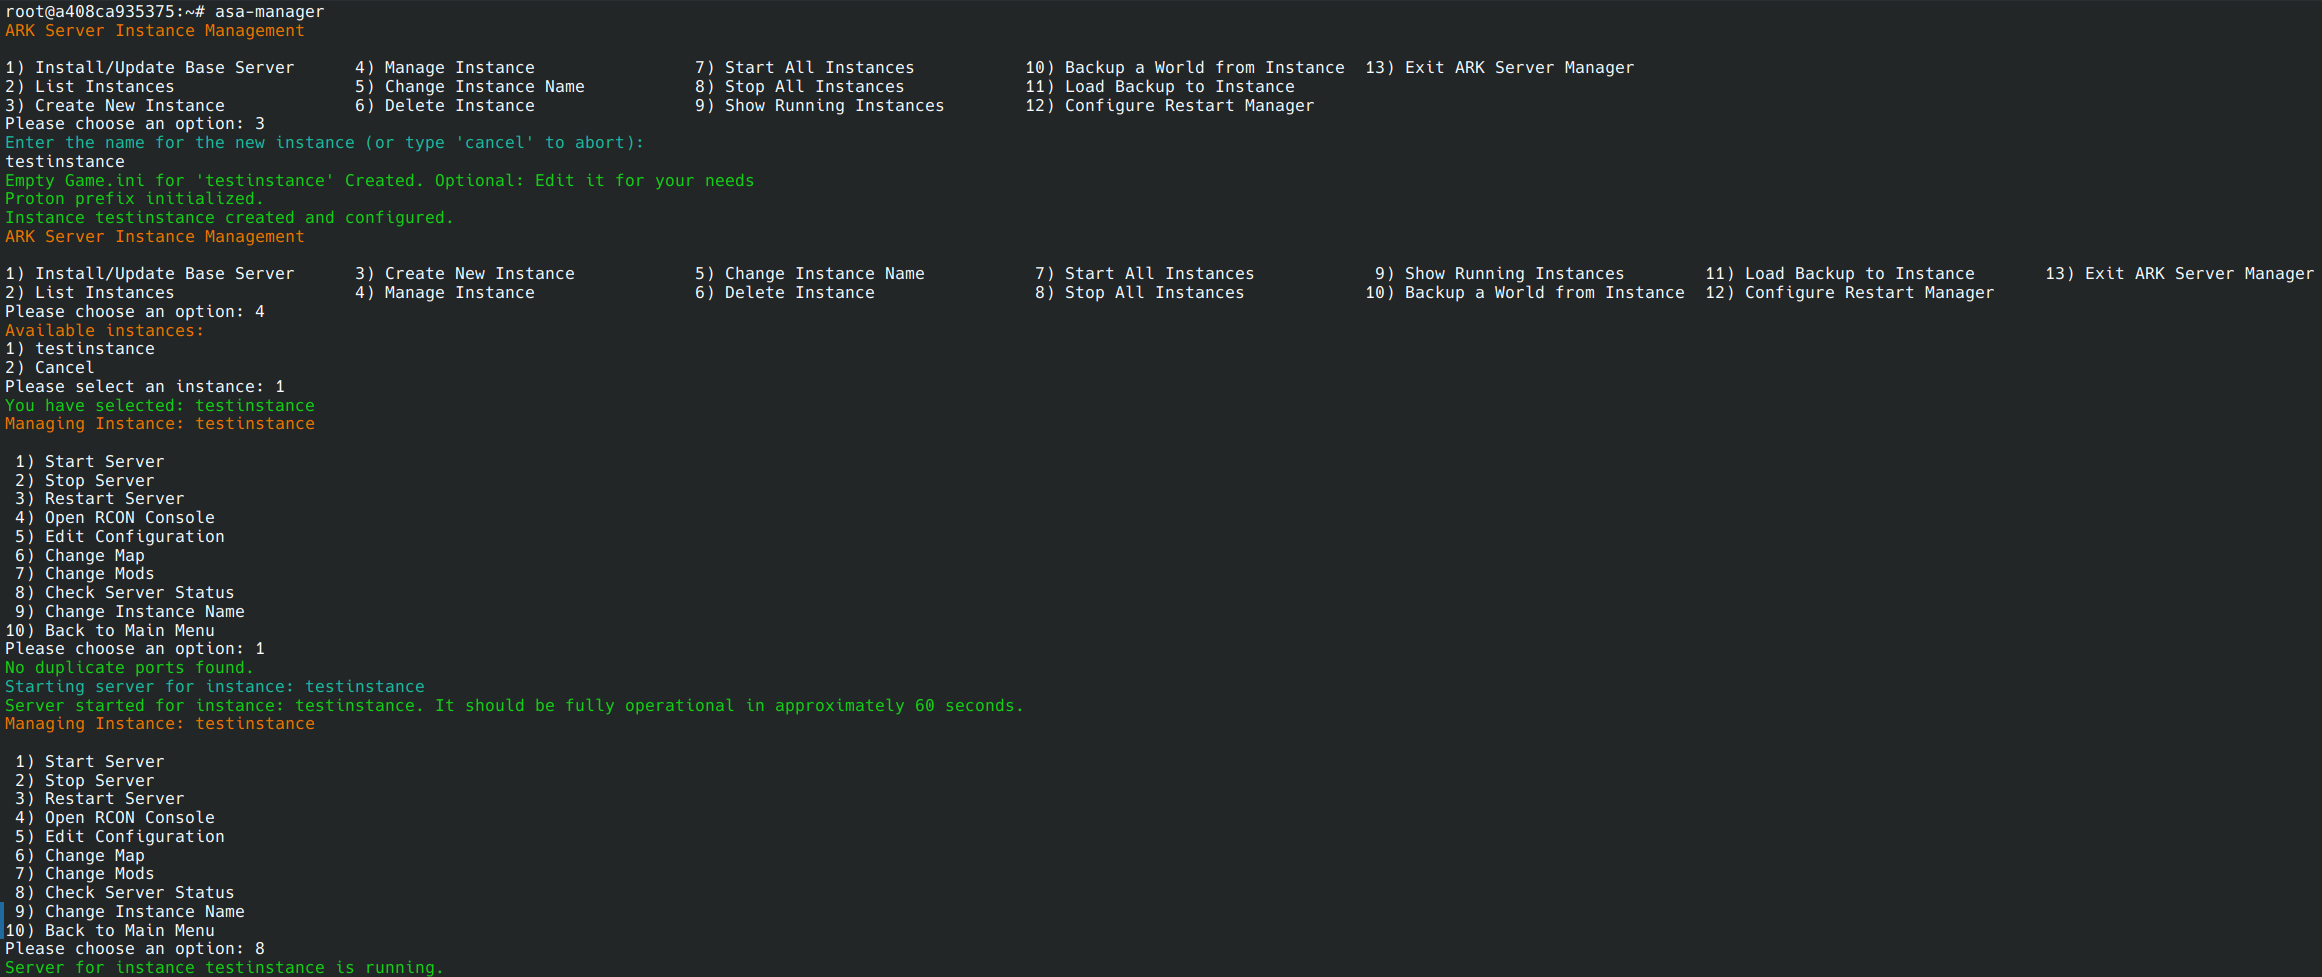 root@a408ca935375:~# asa-manager
ARK Server Instance Management
1) Install/Update Base Server      4) Manage Instance                7) Start All Instances           10) Backup a World from Instance  13) Exit ARK Server Manager
2) List Instances                  5) Change Instance Name           8) Stop All Instances            11) Load Backup to Instance
3) Create New Instance             6) Delete Instance                9) Show Running Instances        12) Configure Restart Manager
Please choose an option: 3
Enter the name for the new instance (or type 'cancel' to abort):
testinstance
Empty Game.ini for 'testinstance' Created. Optional: Edit it for your needs
Proton prefix initialized.
Instance testinstance created and configured.
ARK Server Instance Management
1) Install/Update Base Server      3) Create New Instance            5) Change Instance Name           7) Start All Instances            9) Show Running Instances        11) Load Backup to Instance       13) Exit ARK Server Manager
2) List Instances                  4) Manage Instance                6) Delete Instance                8) Stop All Instances            10) Backup a World from Instance  12) Configure Restart Manager
Please choose an option: 4
Available instances:
1) testinstance
2) Cancel
Please select an instance: 1
You have selected: testinstance
Managing Instance: testinstance
1) Start Server
2) Stop Server
3) Restart Server
4) Open RCON Console
5) Edit Configuration
6) Change Map
7) Change Mods
8) Check Server Status
9) Change Instance Name
10) Back to Main Menu
Please choose an option: 1
No duplicate ports found.
Starting server for instance: testinstance
Server started for instance: testinstance. It should be fully operational in approximately 60 seconds.
Managing Instance: testinstance
1) Start Server
2) Stop Server
3) Restart Server
4) Open RCON Console
5) Edit Configuration
6) Change Map
7) Change Mods
8) Check Server Status
9) Change Instance Name
10) Back to Main Menu
Please choose an option: 8
Server for instance testinstance is running.